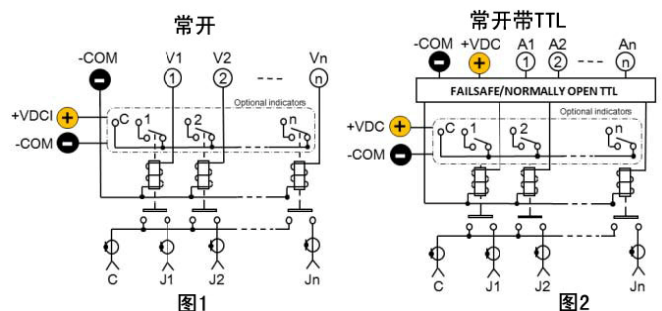 常开
-COM V1 V2 Vn
1 2 ---- n
Optional indicators
+VDCI
-COM
C 1 2 n
C J1 J2 Jn
图1
常开带TTL
-COM +VDC A1 A2 An
1 2 ---- n
FAILSAFE/NORMALLY OPEN TTL
Optional indicators
+VDC
-COM
C 1 2 n
C J1 J2 Jn
图2